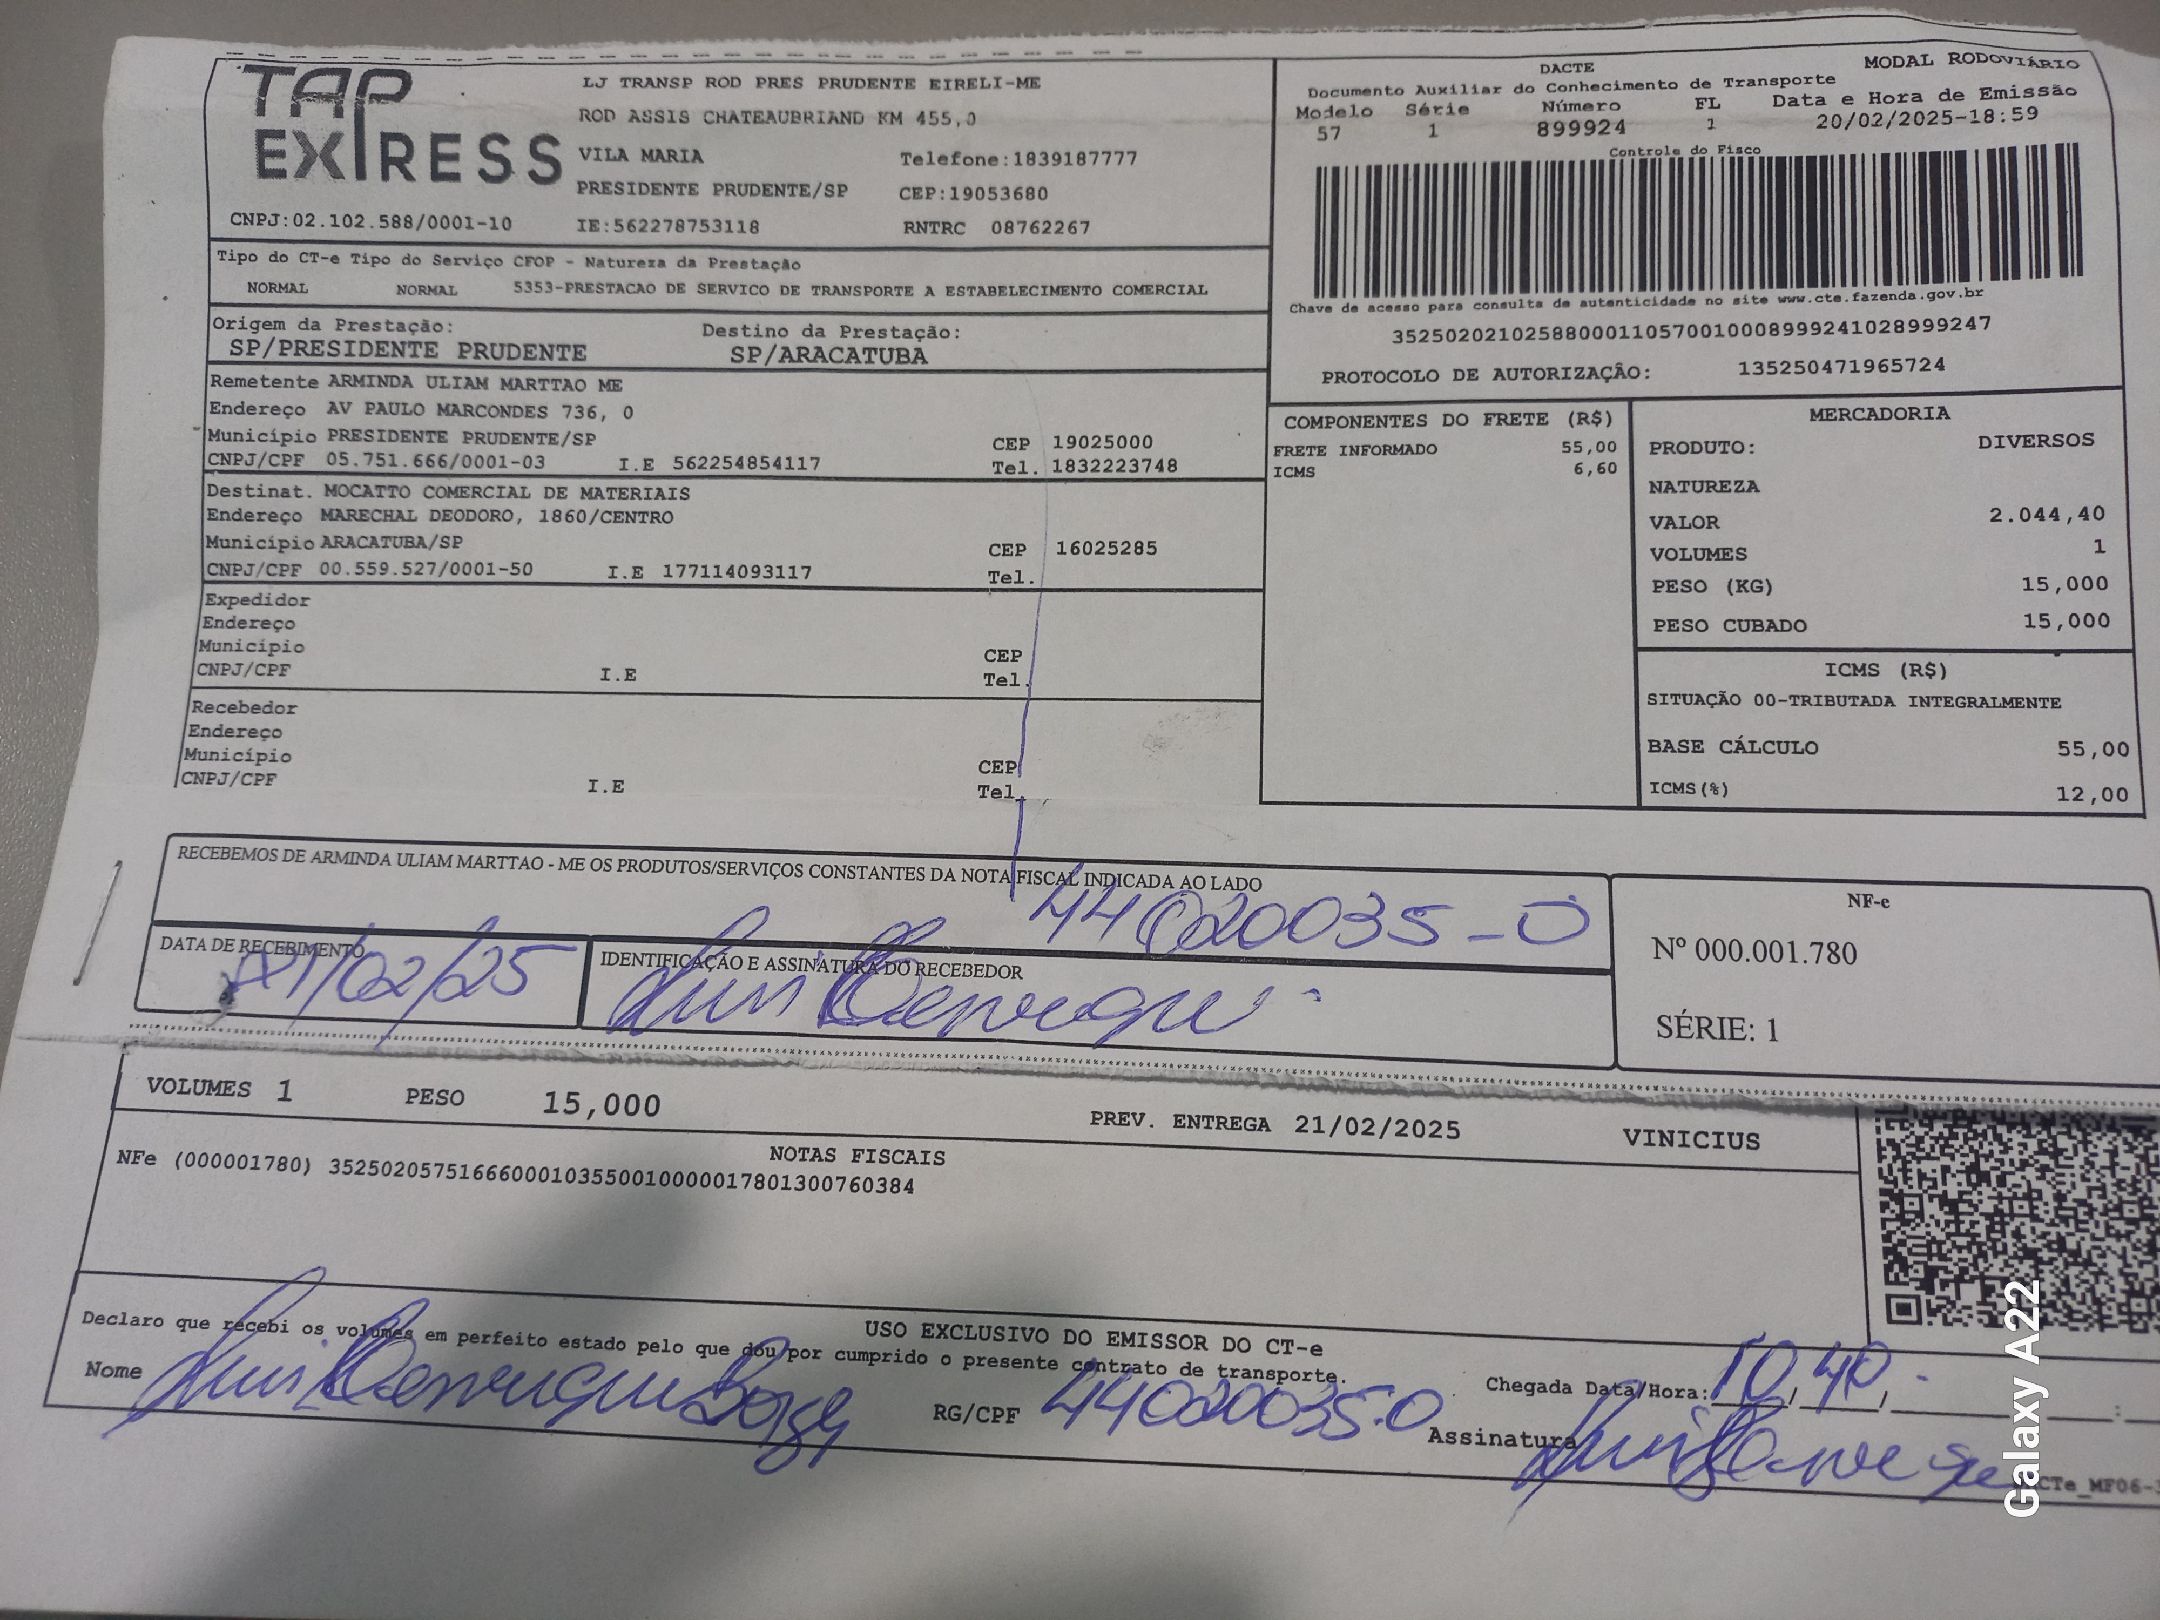 TAP EXPRESS
LJ TRANSP ROD PRES PRUDENTE EIRELI-ME
ROD ASSIS CHATEAUBRIAND KM 455,0
VILA MARIA Telefone:1839187777
PRESIDENTE PRUDENTE/SP CEP:19053680
CNPJ:02.102.588/0001-10 IE:562278753118 RNTRC 08762267
DACTE MODAL RODOVIÁRIO
Documento Auxiliar do Conhecimento de Transporte
Modelo Série Número FL Data e Hora de Emissão
57 1 899924 1 20/02/2025-18:59
Controle do Fisco
Chave de acesso para consulta de autenticidade no site www.cte.fazenda.gov.br
35250202102588000110570010008999241028999247
PROTOCOLO DE AUTORIZAÇÃO: 135250471965724
Tipo do CT-e Tipo do Serviço CFOP - Natureza da Prestação
NORMAL NORMAL 5353-PRESTACAO DE SERVICO DE TRANSPORTE A ESTABELECIMENTO COMERCIAL
Origem da Prestação: Destino da Prestação:
SP/PRESIDENTE PRUDENTE SP/ARACATUBA
Remetente ARMINDA ULIAM MARTTAO ME
Endereço AV PAULO MARCONDES 736, 0
Município PRESIDENTE PRUDENTE/SP CEP 19025000
CNPJ/CPF 05.751.666/0001-03 I.E 562254854117 Tel. 1832223748
Destinat. MOCATTO COMERCIAL DE MATERIAIS
Endereço MARECHAL DEODORO, 1860/CENTRO
Município ARACATUBA/SP CEP 16025285
CNPJ/CPF 00.559.527/0001-50 I.E 177114093117 Tel.
Expedidor
Endereço
Município CEP
CNPJ/CPF I.E Tel.
Recebedor
Endereço
Município CEP
CNPJ/CPF I.E Tel.
COMPONENTES DO FRETE (R$)
FRETE INFORMADO 55,00
ICMS 6,60
MERCADORIA
PRODUTO: DIVERSOS
NATUREZA
VALOR 2.044,40
VOLUMES 1
PESO (KG) 15,000
PESO CUBADO 15,000
ICMS (R$)
SITUAÇÃO 00-TRIBUTADA INTEGRALMENTE
BASE CÁLCULO 55,00
ICMS(%) 12,00
RECEBEMOS DE ARMINDA ULIAM MARTTAO - ME OS PRODUTOS/SERVIÇOS CONSTANTES DA NOTA FISCAL INDICADA AO LADO
44020035-0
DATA DE RECEBIMENTO
21/02/25
IDENTIFICAÇÃO E ASSINATURA DO RECEBEDOR
Luis
NF-e
Nº 000.001.780
SÉRIE: 1
VOLUMES 1 PESO 15,000 PREV. ENTREGA 21/02/2025 VINICIUS
NOTAS FISCAIS
NFe (000001780) 35250205751666000103550010000017801300760384
USO EXCLUSIVO DO EMISSOR DO CT-e
Declaro que recebi os volumes em perfeito estado pelo que dou por cumprido o presente contrato de transporte.
Nome Luis RG/CPF 44020035-0
Chegada Data/Hora: 10,40
Assinatura Luis
CTe_MF06-
Galaxy A22